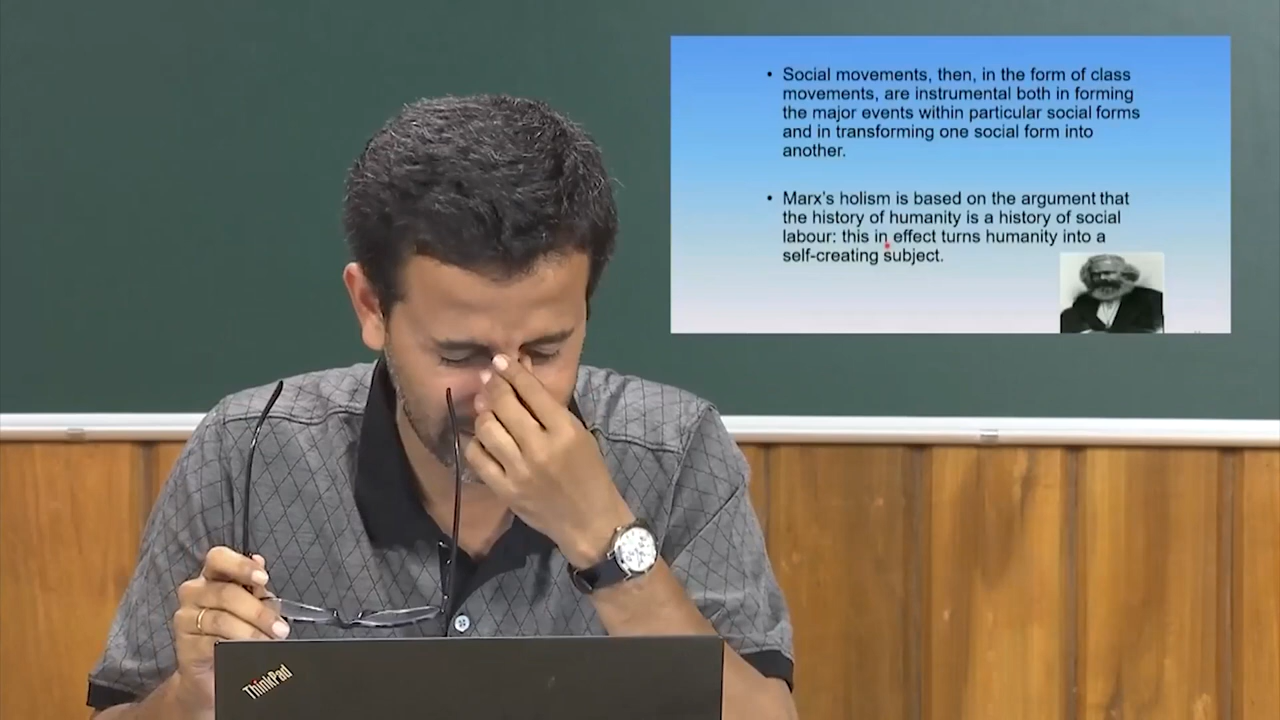 • Social movements, then, in the form of class
movements, are instrumental both in forming
the major events within particular social forms
and in transforming one social form into
another.
• Marx's holism is based on the argument that
the history of humanity is a history of social
labour: this in effect turns humanity into a
self-creating subject.
ThinkPad